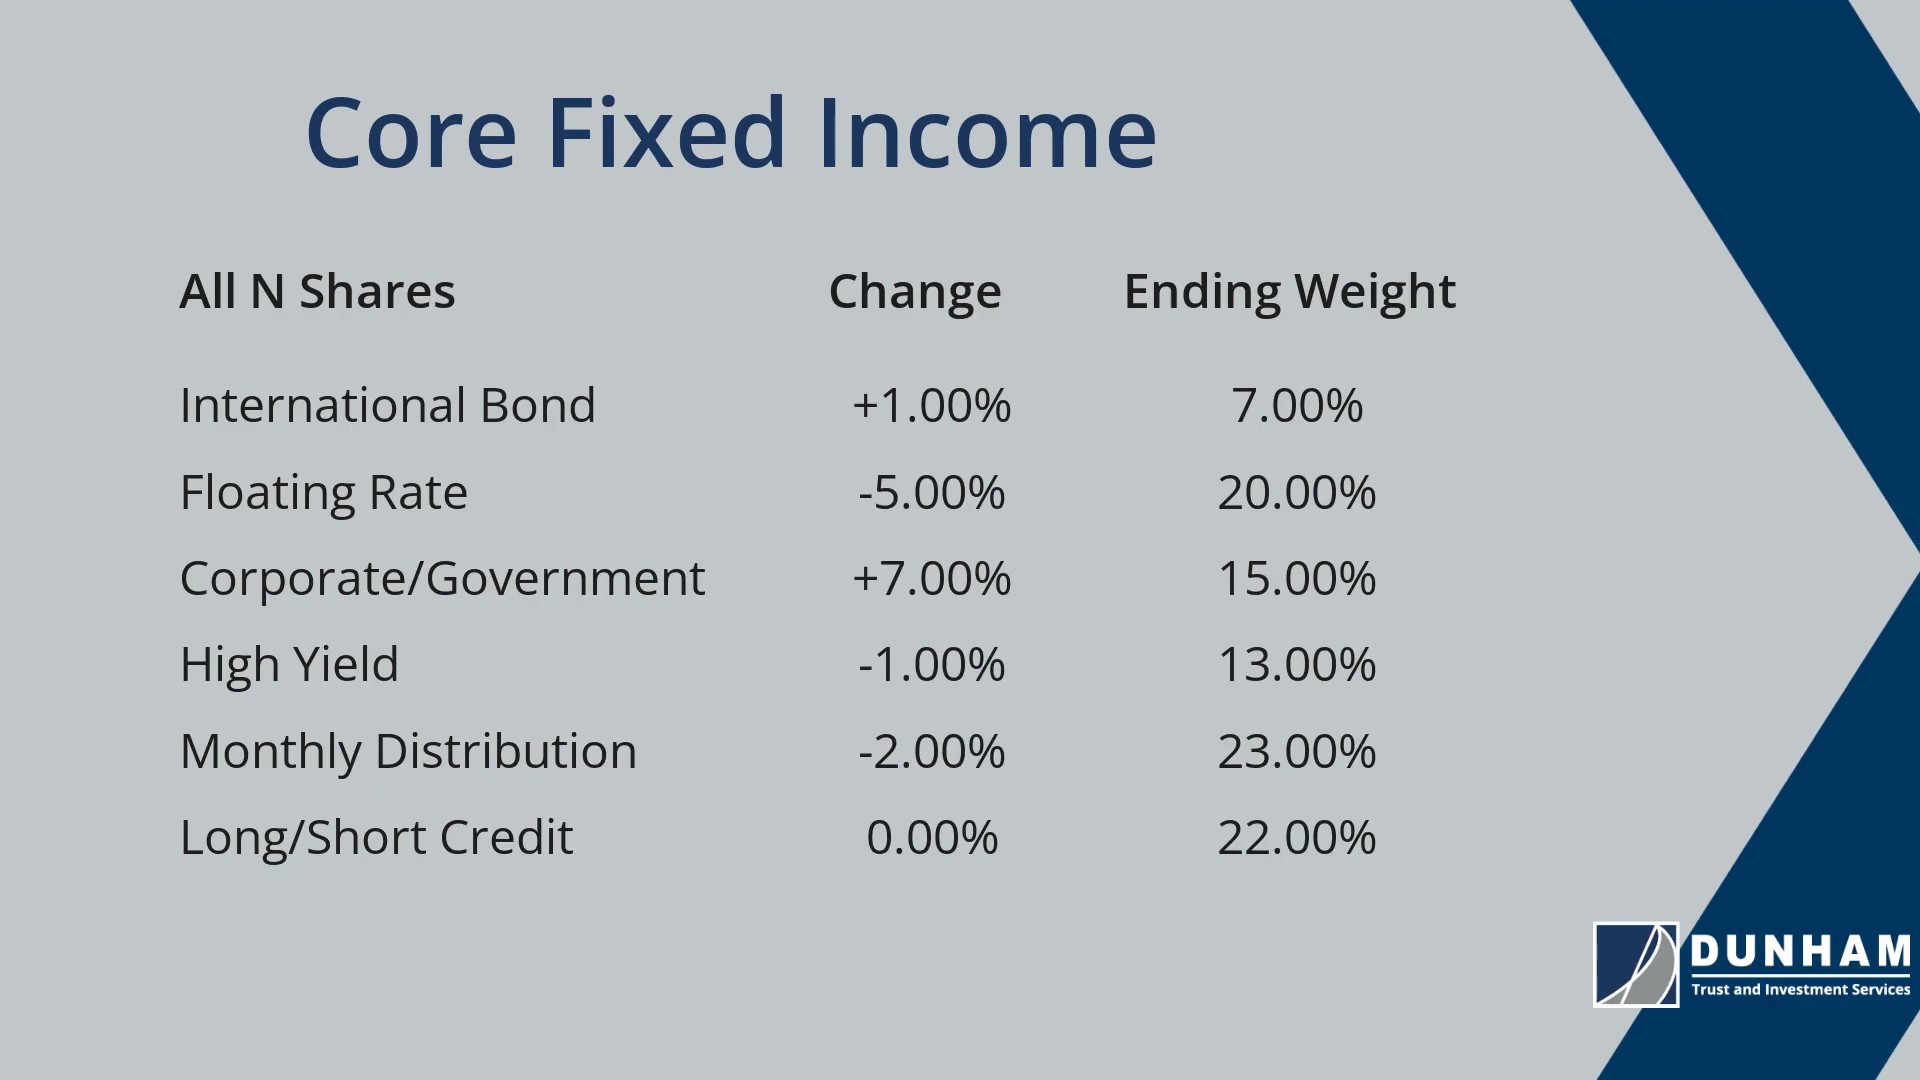 Core Fixed Income
All N Shares Change Ending Weight
International Bond +1.00% 7.00%
Floating Rate -5.00% 20.00%
Corporate/Government +7.00% 15.00%
High Yield -1.00% 13.00%
Monthly Distribution -2.00% 23.00%
Long/Short Credit 0.00% 22.00%
DUNHAM
Trust and Investment Services